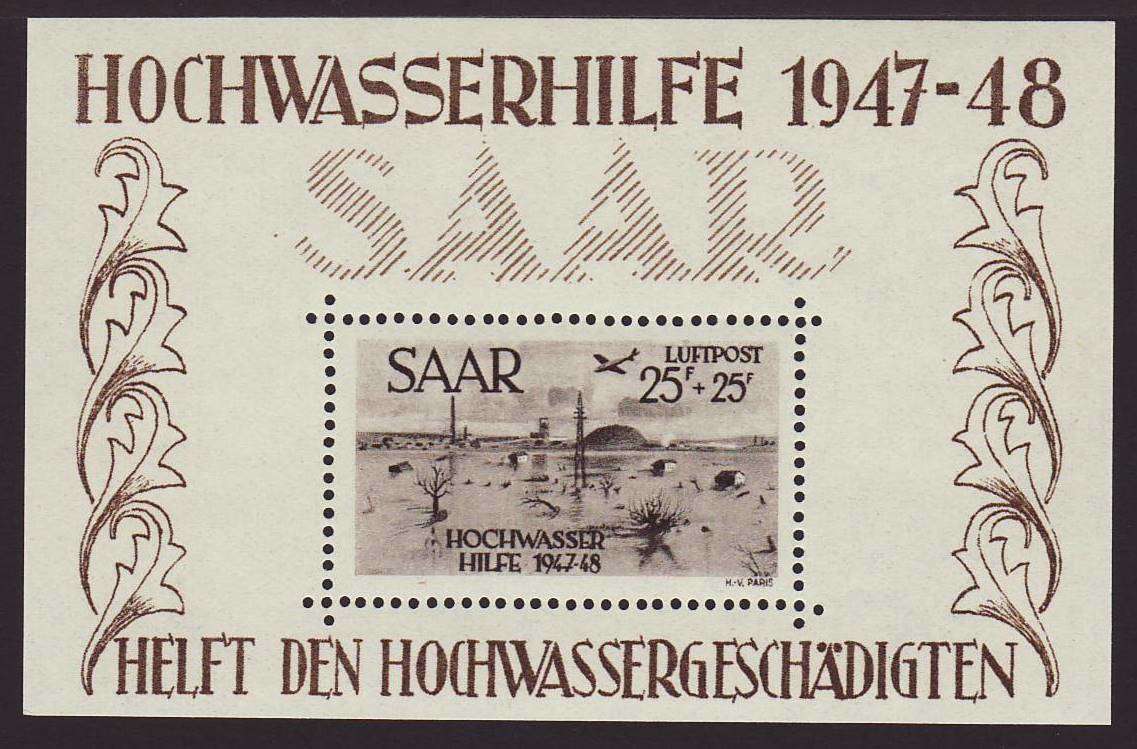 HOCHWASSERHILFE 1947-48
SAAR
SAAR
LUFTPOST
25F + 25F
HOCHWASSER
HILFE 1947-48
H.-V. PARIS
HELFT DEN HOCHWASSERGESCHÄDIGTEN